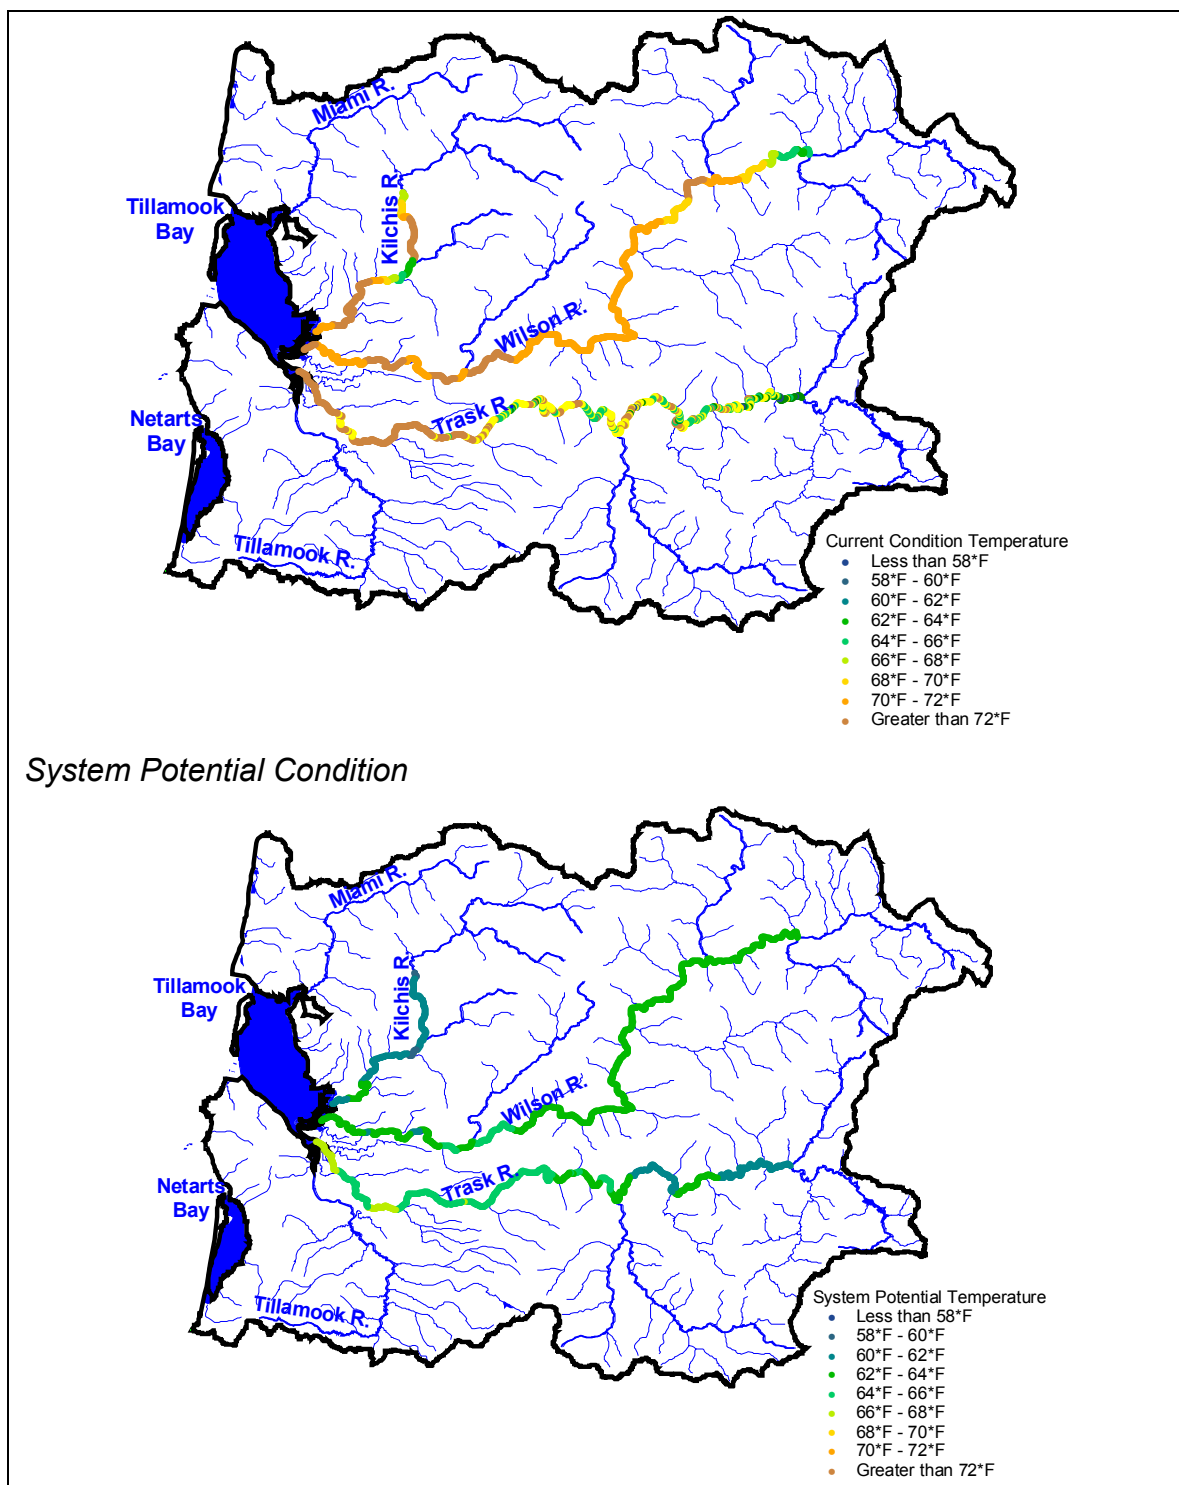 Miami R.
Kilchis R.
Tillamook
Bay
Wilson R.
Trask R.
Netarts
Bay
Tillamook R.
Current Condition Temperature
Less than 58*F
58*F - 60*F
60*F - 62*F
62*F - 64*F
64*F - 66*F
66*F - 68*F
68*F - 70*F
70*F - 72*F
Greater than 72*F
System Potential Condition
Miami R.
Kilchis R.
Tillamook
Bay
Wilson R.
Trask R.
Netarts
Bay
Tillamook R.
System Potential Temperature
Less than 58*F
58*F - 60*F
60*F - 62*F
62*F - 64*F
64*F - 66*F
66*F - 68*F
68*F - 70*F
70*F - 72*F
Greater than 72*F